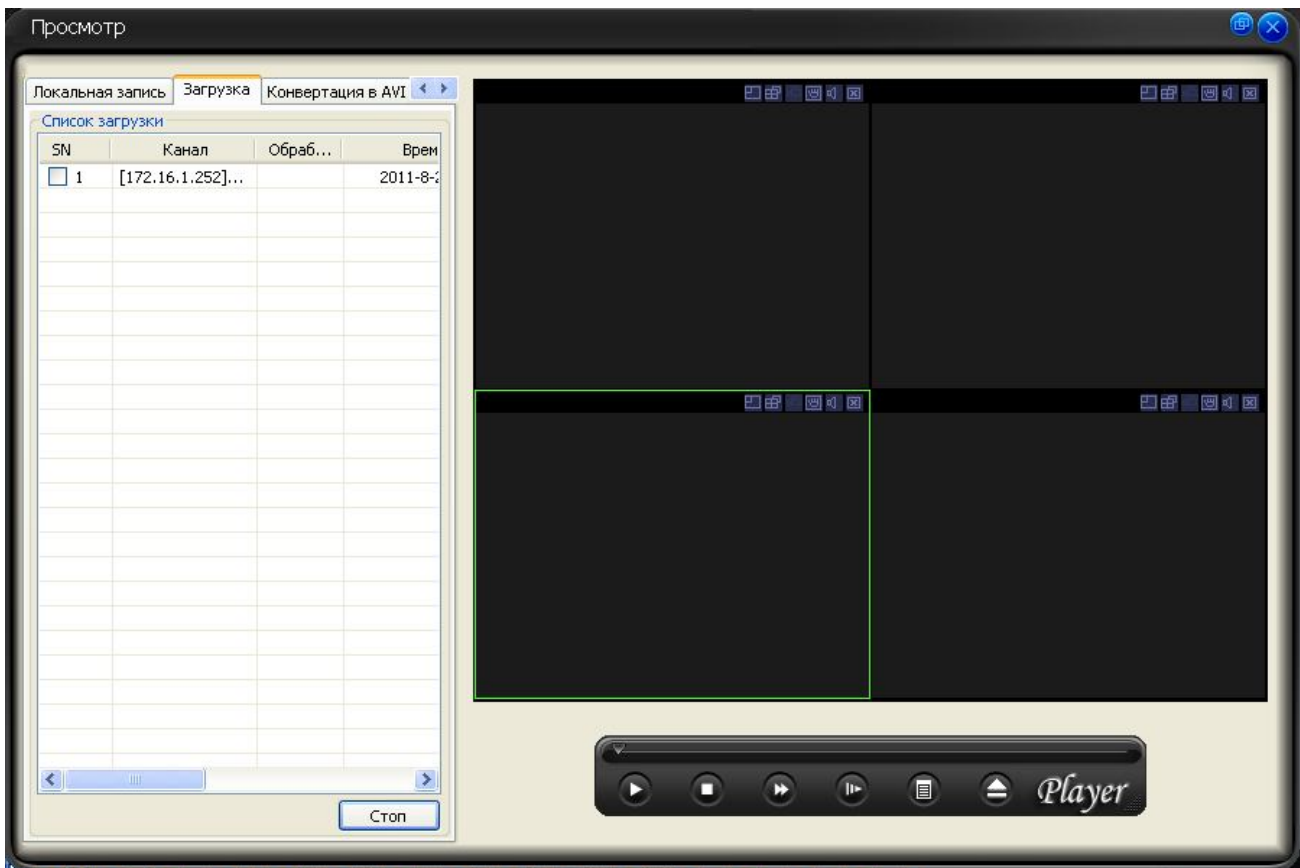 Просмотр
Локальная запись Загрузка Конвертация в AVI
Список загрузки
SN Канал Обраб... Врем
1 [172.16.1.252]... 2011-8-2
Стоп
Player